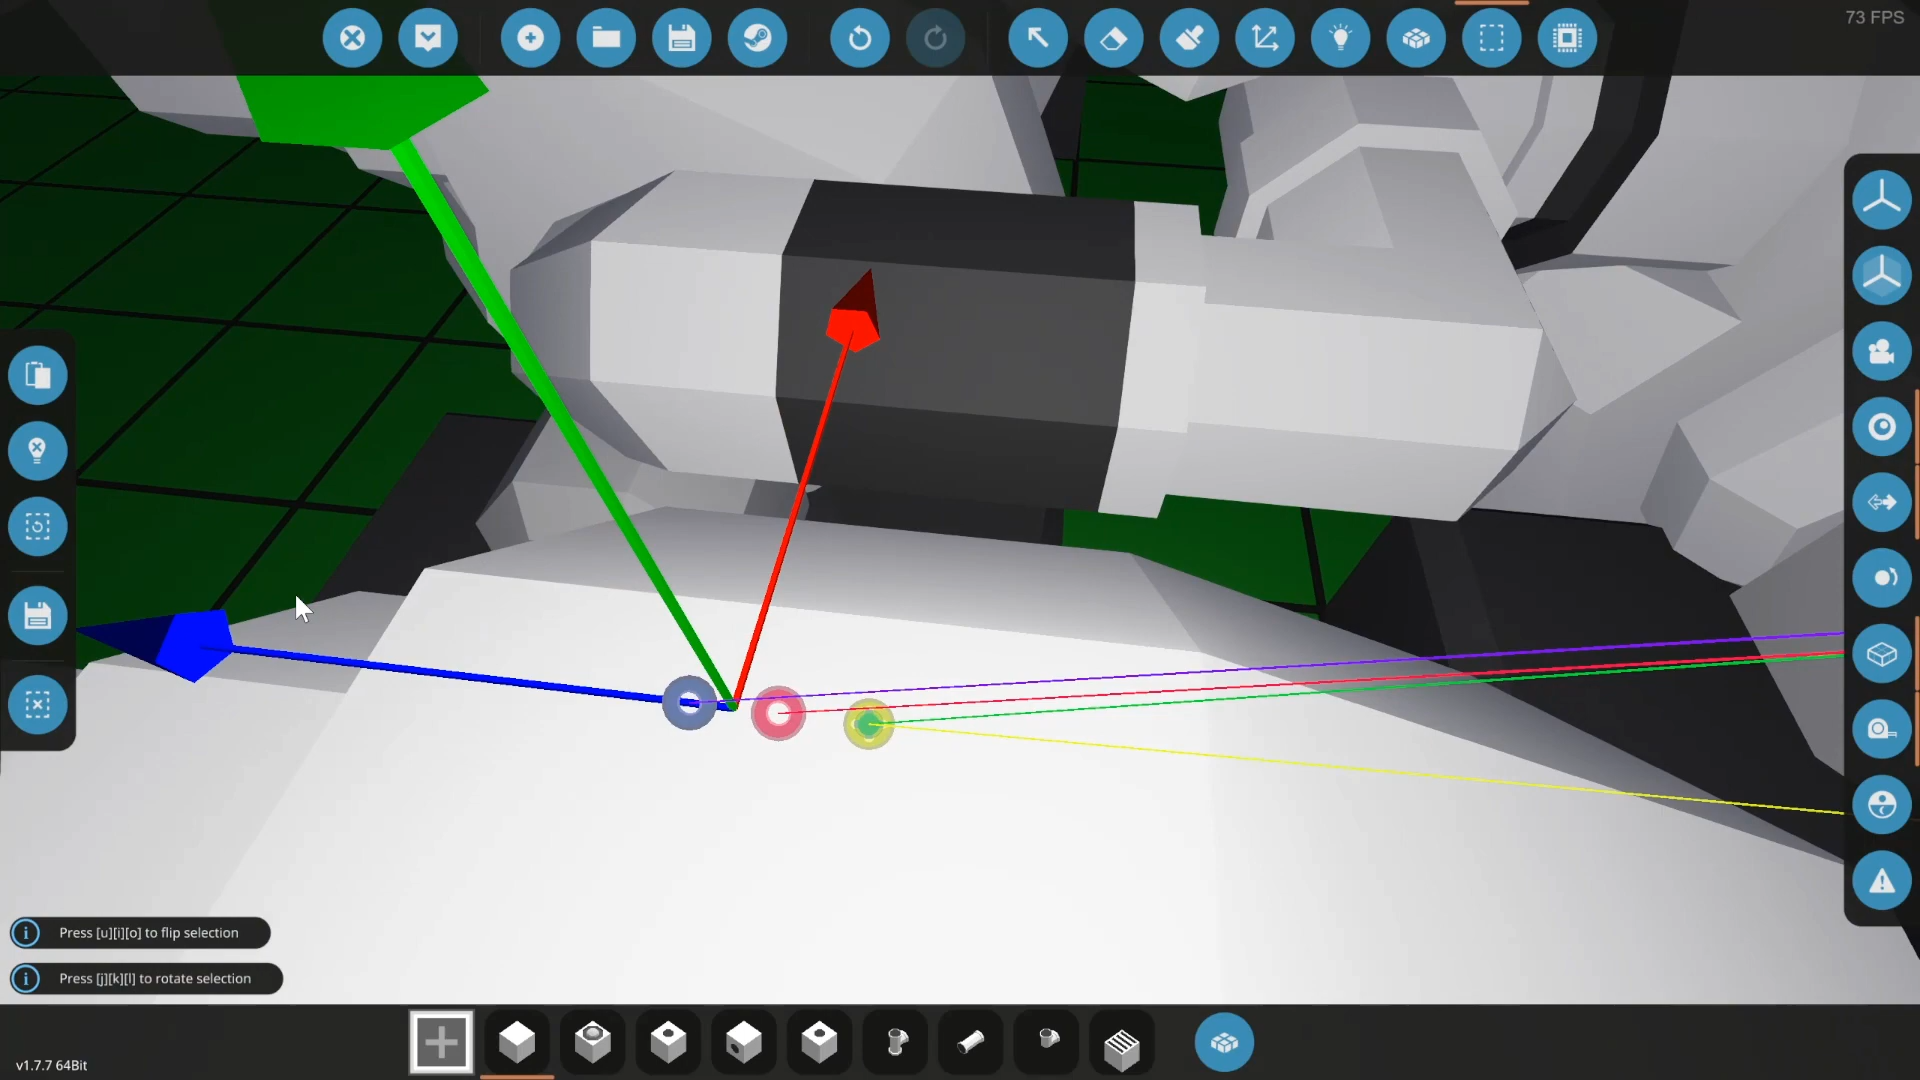 73 FPS
Press [u][i][o] to flip selection
Press [j][k][l] to rotate selection
v1.7.7 64Bit